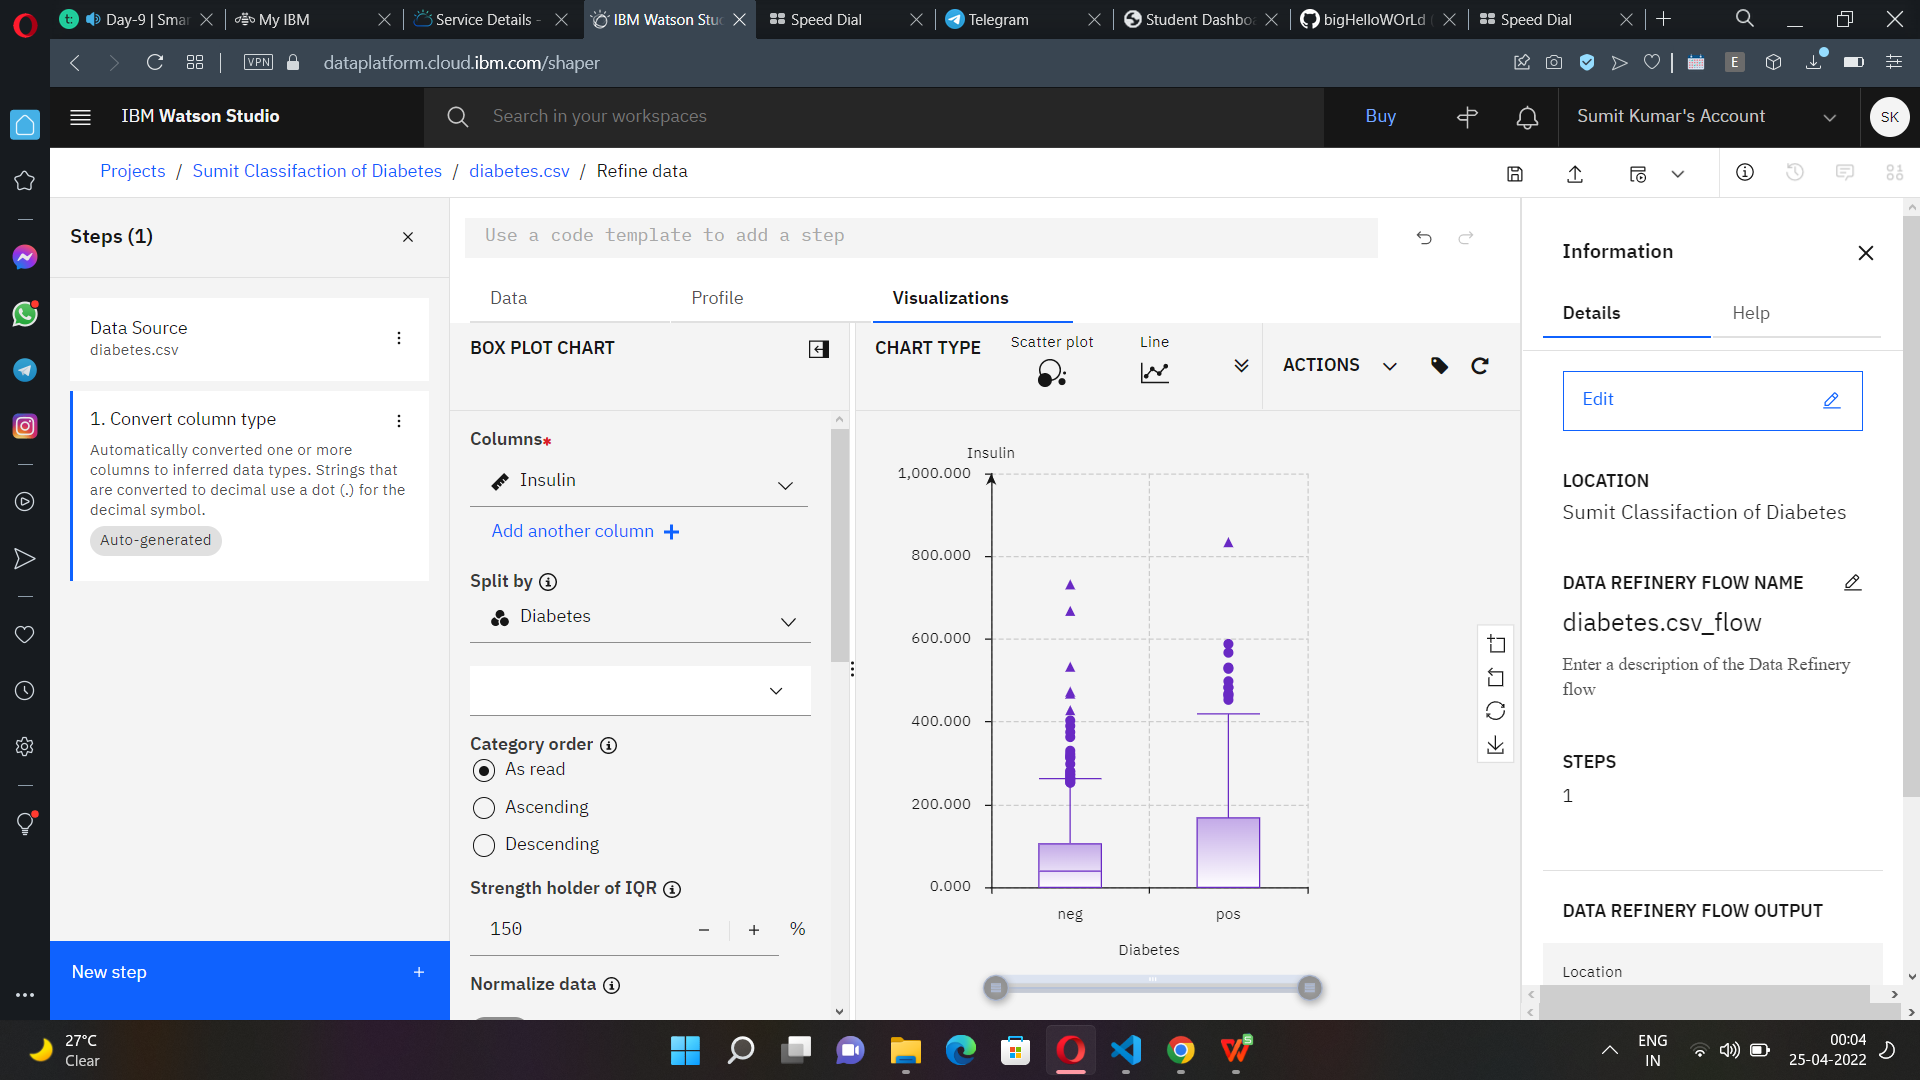 Day-9 | Smar
My IBM
Service Details -
IBM Watson Stud
Speed Dial
Telegram
Student Dashboa
bigHelloWOrLd (
Speed Dial
VPN
dataplatform.cloud.ibm.com/shaper
E
IBM Watson Studio
Search in your workspaces
Buy
Sumit Kumar's Account
SK
Projects / Sumit Classifaction of Diabetes / diabetes.csv / Refine data
Steps (1)
Data Source
diabetes.csv
1. Convert column type
Automatically converted one or more
columns to inferred data types. Strings that
are converted to decimal use a dot (.) for the
decimal symbol.
Auto-generated
New step +
Use a code template to add a step
Data
Profile
Visualizations
BOX PLOT CHART
Columns*
Insulin
Add another column +
Split by
Diabetes
Category order
As read
Ascending
Descending
Strength holder of IQR
150 − + %
Normalize data
CHART TYPE
Scatter plot
Line
ACTIONS
Insulin
1,000.000
800.000
600.000
400.000
200.000
0.000
neg
pos
Diabetes
Information
Details
Help
Edit
LOCATION
Sumit Classifaction of Diabetes
DATA REFINERY FLOW NAME
diabetes.csv_flow
Enter a description of the Data Refinery
flow
STEPS
1
DATA REFINERY FLOW OUTPUT
Location
27°C
Clear
ENG
IN
00:04
25-04-2022